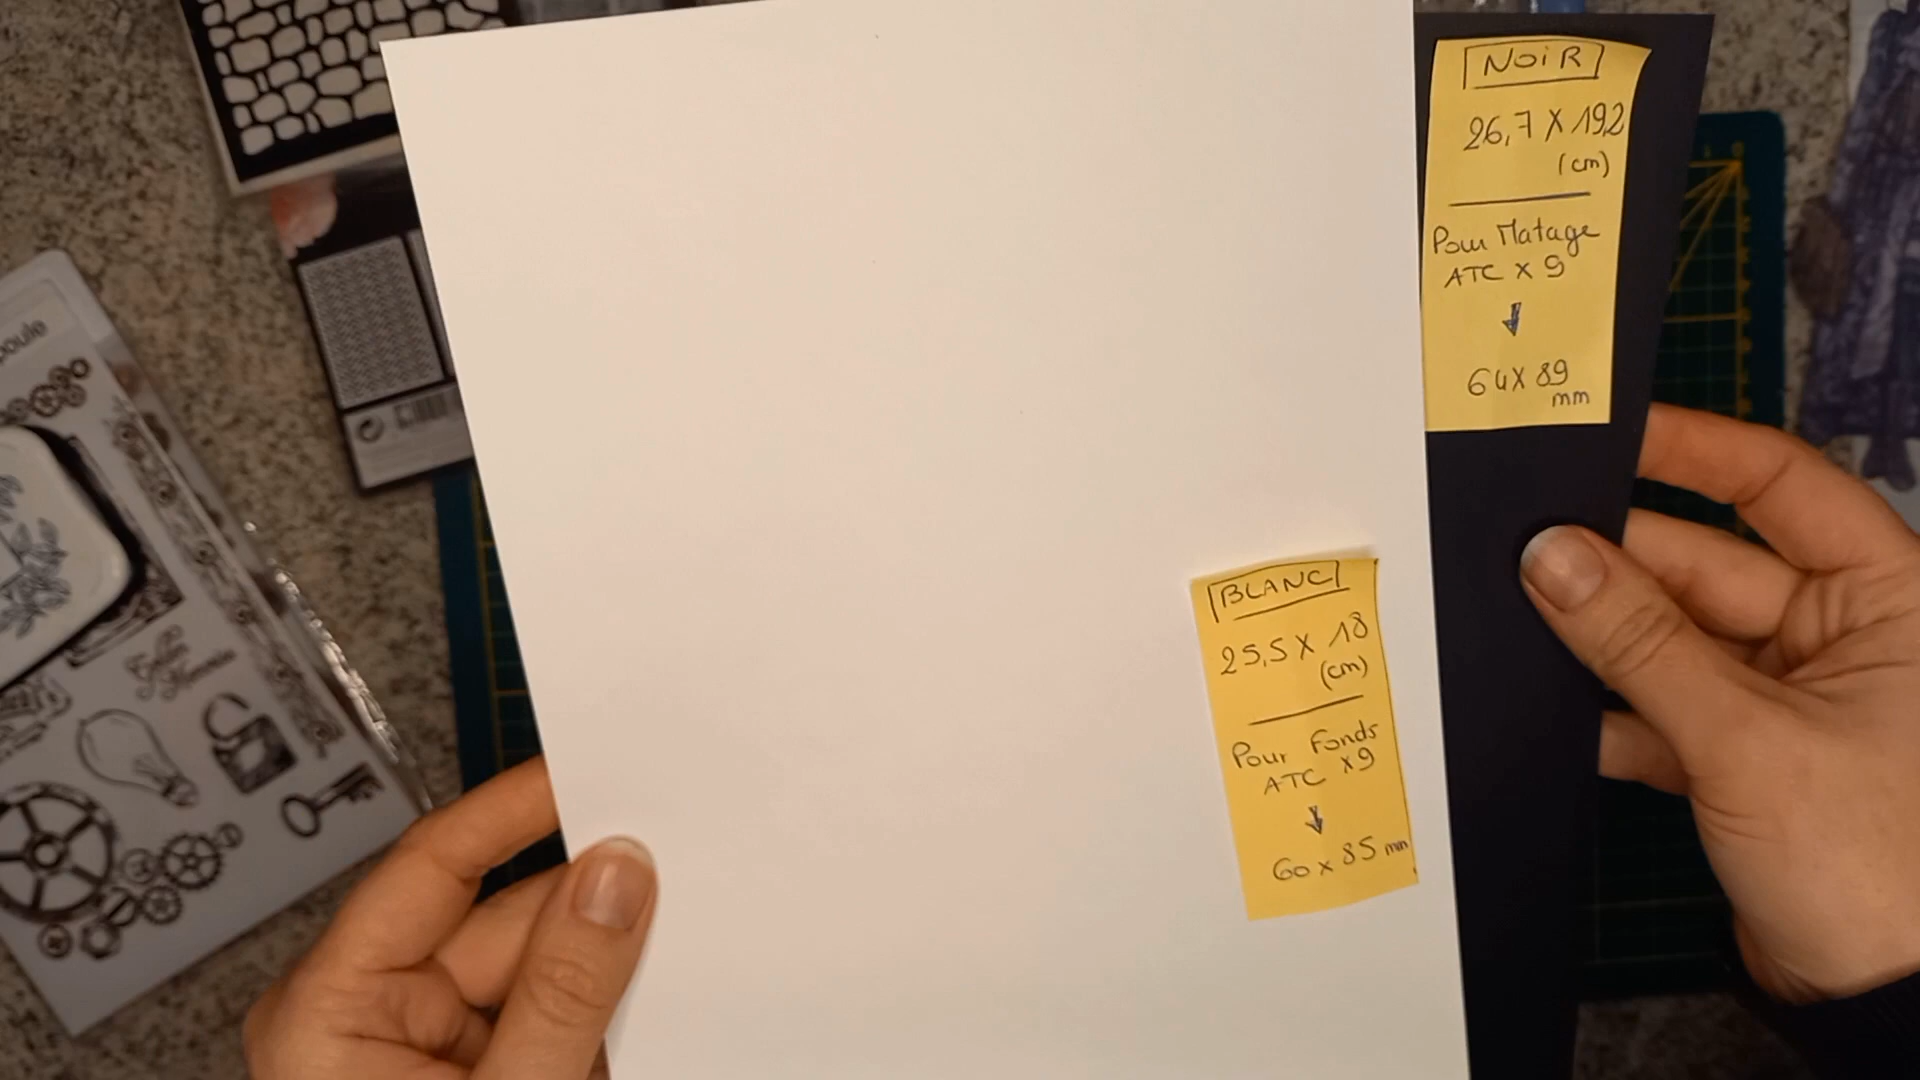 NOIR
26,7 X 19,2
(cm)
Pour Matage
ATC x 9
64 X 89
mm
BLANC
25,5 X 18
(cm)
Pour Fonds
ATC x9
60 x 85 mm